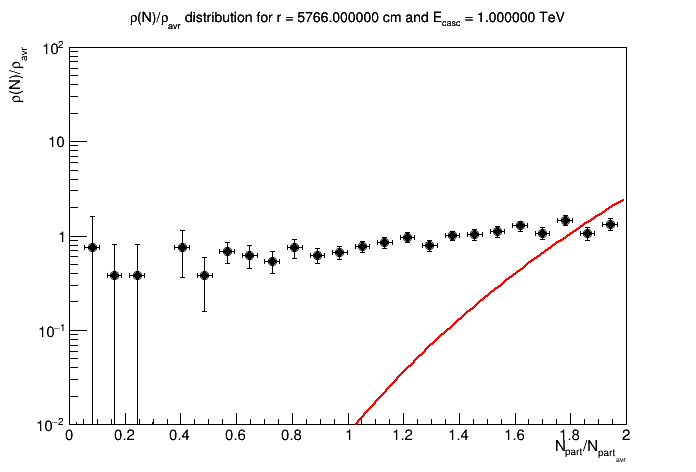 ρ(N)/ρavr distribution for r = 5766.000000 cm and Ecasc = 1.000000 TeV
ρ(N)/ρavr
10²
10
1
10⁻¹
10⁻²
0 0.2 0.4 0.6 0.8 1 1.2 1.4 1.6 1.8 2
Npart/Npartavr